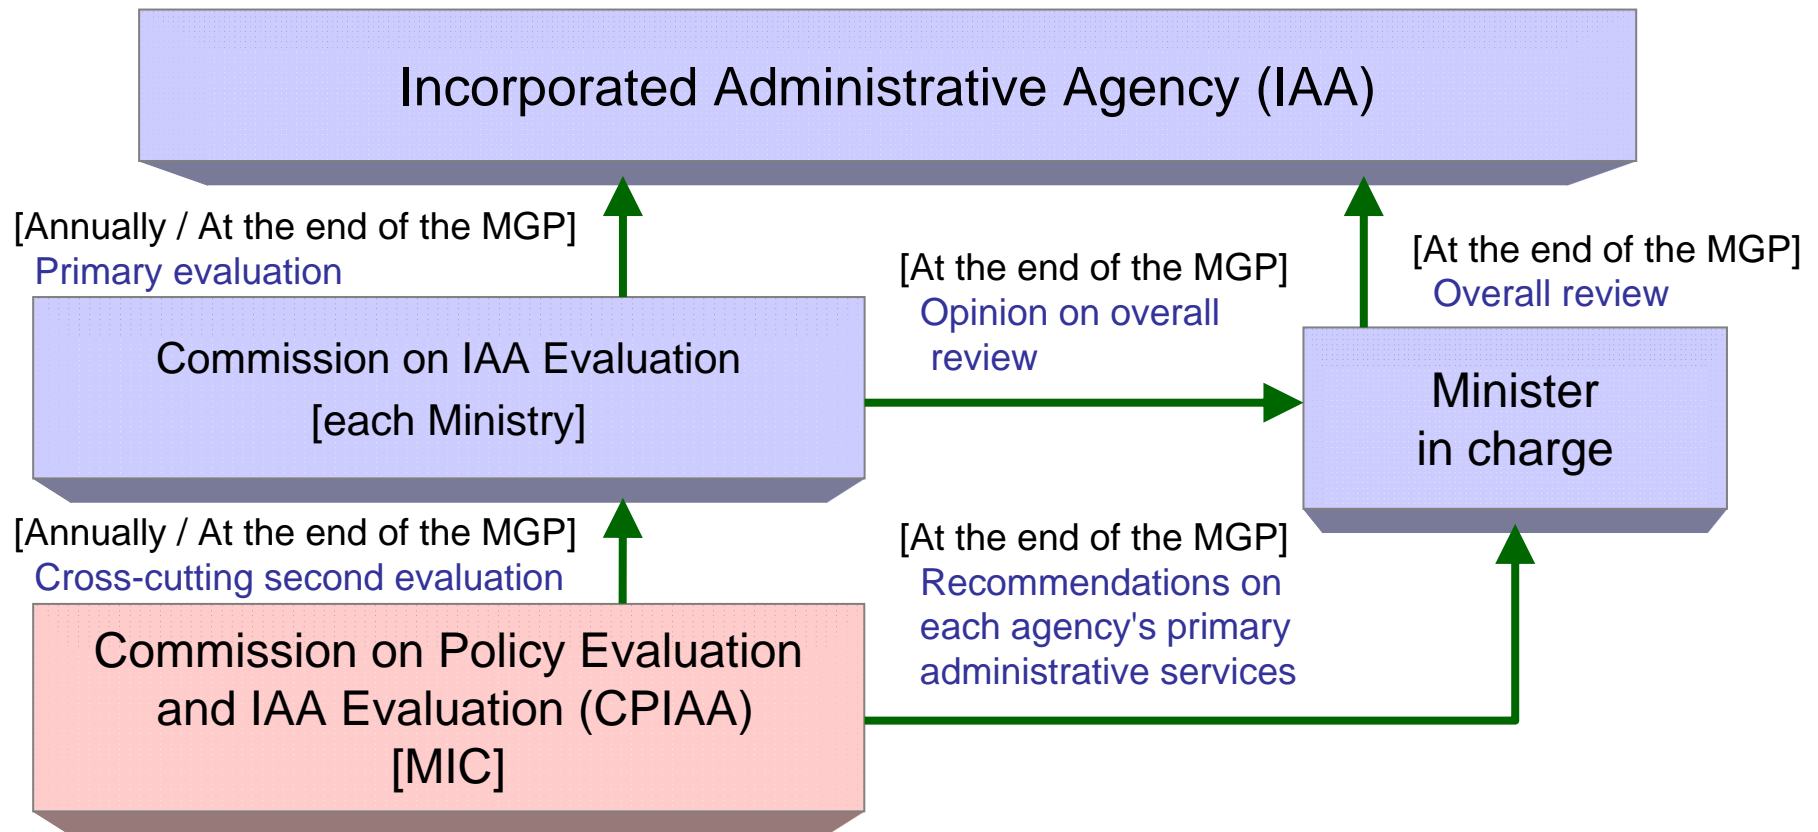 Incorporated Administrative Agency (IAA)
[Annually / At the end of the MGP]
Primary evaluation
[At the end of the MGP]
Opinion on overall
review
[At the end of the MGP]
Overall review
Commission on IAA Evaluation
[each Ministry]
Minister
in charge
[Annually / At the end of the MGP]
Cross-cutting second evaluation
[At the end of the MGP]
Recommendations on
each agency's primary
administrative services
Commission on Policy Evaluation
and IAA Evaluation (CPIAA)
[MIC]